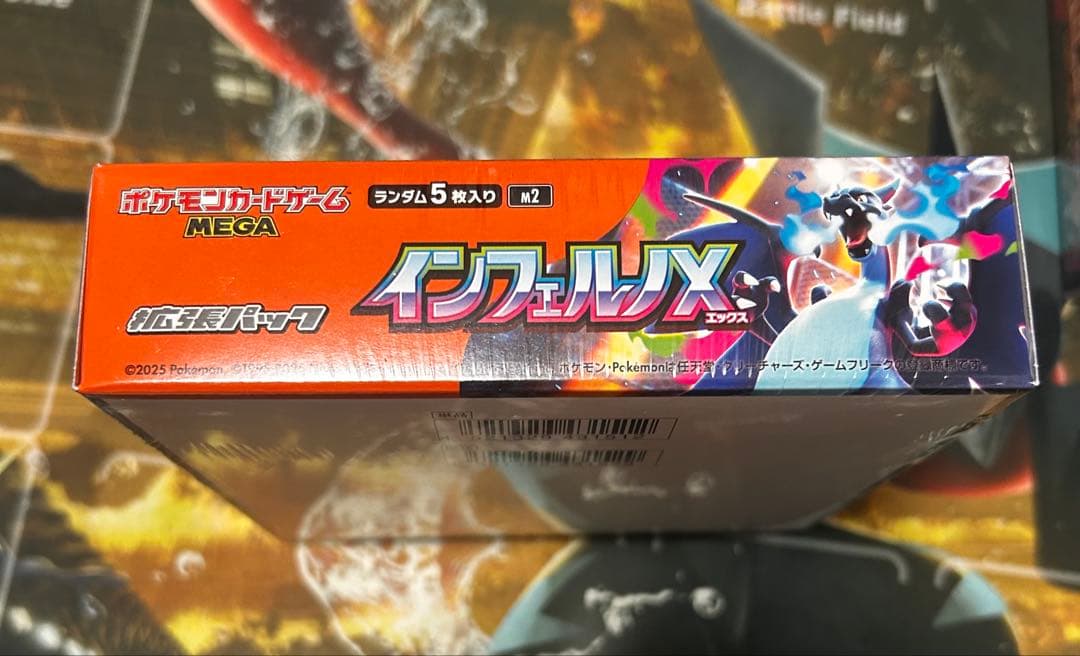 Battle Field
ポケモンカードゲーム
MEGA
ランダム5枚入り
M2
インフェルノX
エックス
拡張パック
©2025 Pokémon.
ポケモン・Pokémonは任天堂・クリーチャーズ・ゲームフリークの登録商標です。